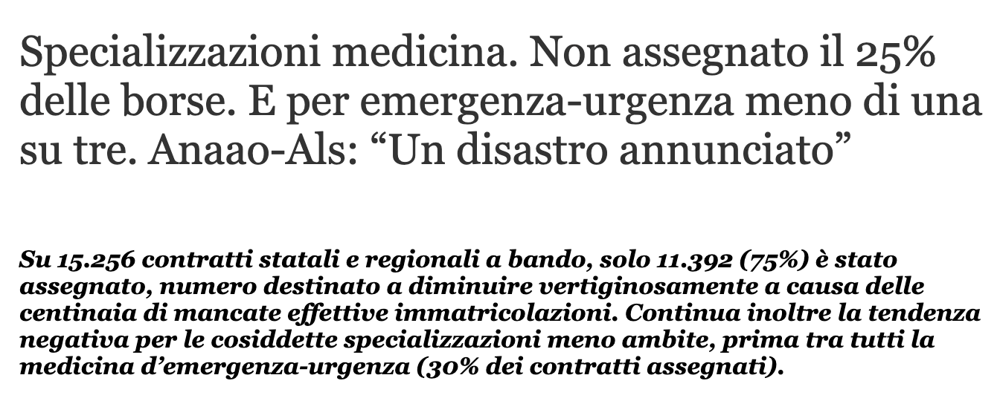 Specializzazioni medicina. Non assegnato il 25%
delle borse. E per emergenza-urgenza meno di una
su tre. Anaao-Als: “Un disastro annunciato”
Su 15.256 contratti statali e regionali a bando, solo 11.392 (75%) è stato
assegnato, numero destinato a diminuire vertiginosamente a causa delle
centinaia di mancate effettive immatricolazioni. Continua inoltre la tendenza
negativa per le cosiddette specializzazioni meno ambite, prima tra tutti la
medicina d’emergenza-urgenza (30% dei contratti assegnati).